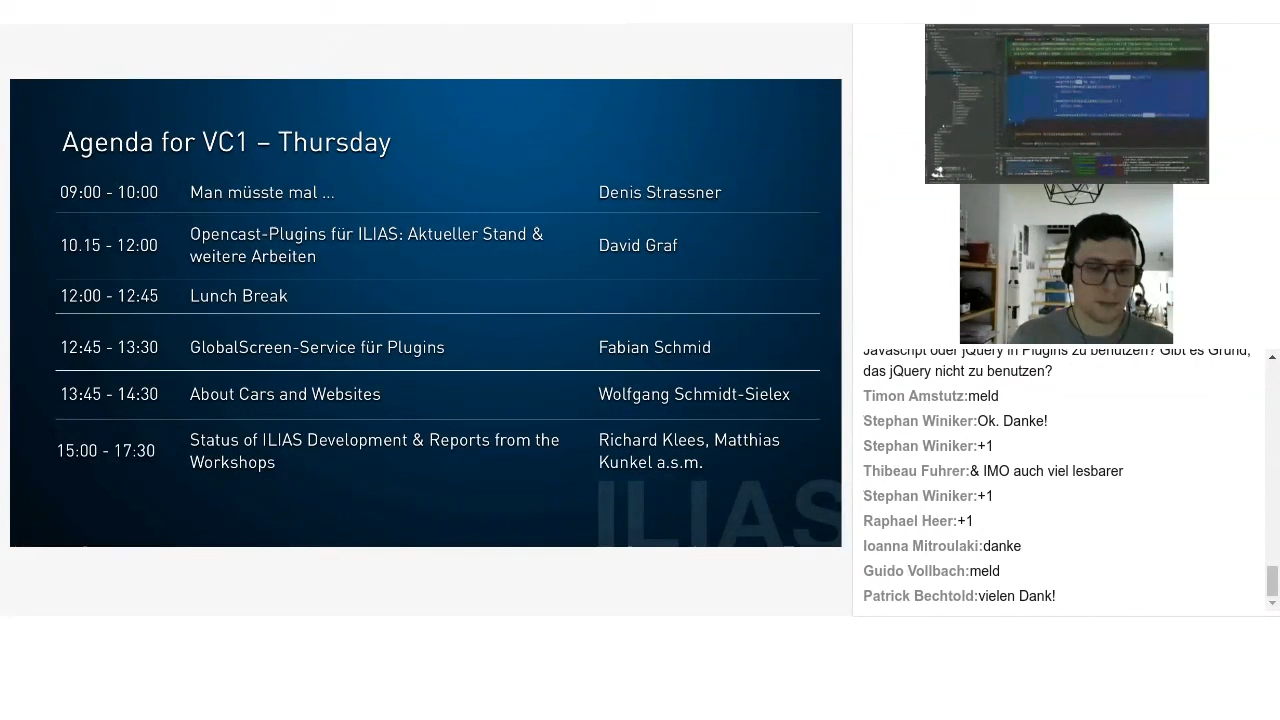 Agenda for VC1 – Thursday
09:00 - 10:00 Man müsste mal ... Denis Strassner
10.15 - 12:00 Opencast-Plugins für ILIAS: Aktueller Stand & weitere Arbeiten David Graf
12:00 - 12:45 Lunch Break
12:45 - 13:30 GlobalScreen-Service für Plugins Fabian Schmid
13:45 - 14:30 About Cars and Websites Wolfgang Schmidt-Sielex
15:00 - 17:30 Status of ILIAS Development & Reports from the Workshops Richard Klees, Matthias Kunkel a.s.m.
ILIAS
Javascript oder jQuery in Plugins zu benutzen? Gibt es Grund,
das jQuery nicht zu benutzen?
Timon Amstutz:meld
Stephan Winiker:Ok. Danke!
Stephan Winiker:+1
Thibeau Fuhrer:& IMO auch viel lesbarer
Stephan Winiker:+1
Raphael Heer:+1
Ioanna Mitroulaki:danke
Guido Vollbach:meld
Patrick Bechtold:vielen Dank!